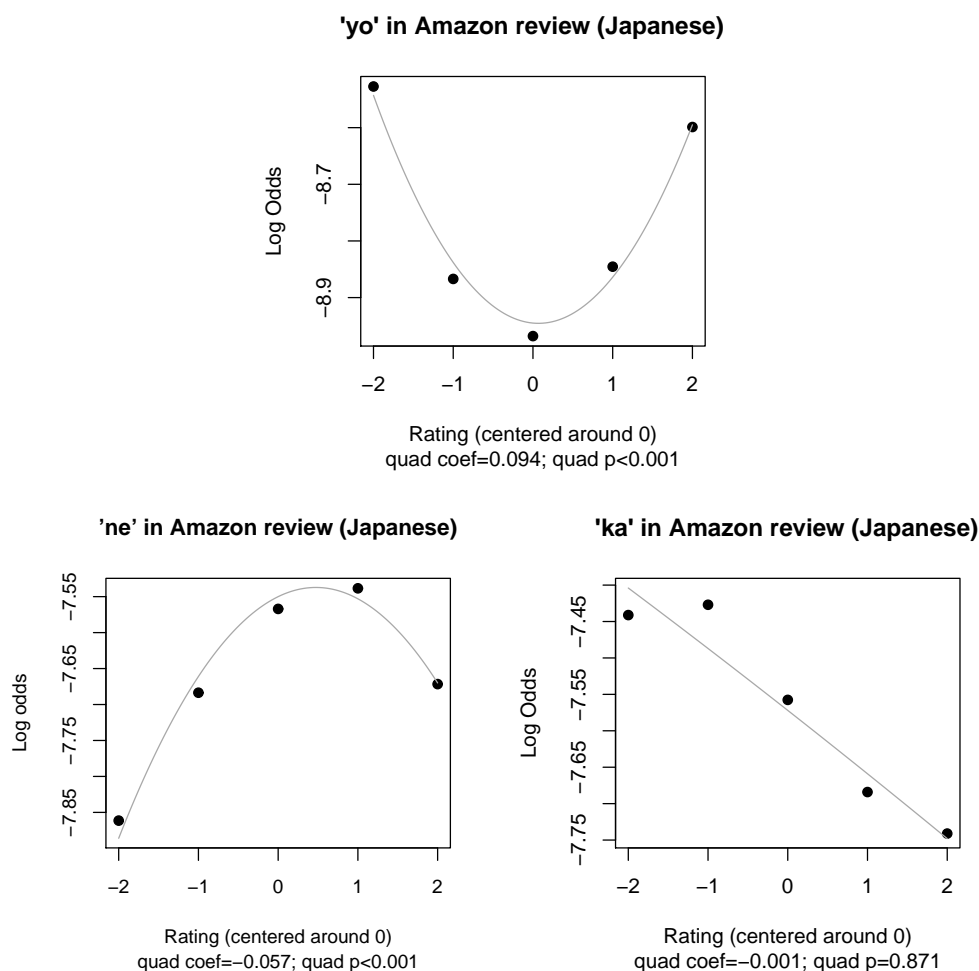 'yo' in Amazon review (Japanese)
Log Odds
−8.7
−8.9
−2 −1 0 1 2
Rating (centered around 0)
quad coef=0.094; quad p<0.001
’ne’ in Amazon review (Japanese)
Log odds
−7.55
−7.65
−7.75
−7.85
−2 −1 0 1 2
Rating (centered around 0)
quad coef=−0.057; quad p<0.001
'ka' in Amazon review (Japanese)
Log Odds
−7.45
−7.55
−7.65
−7.75
−2 −1 0 1 2
Rating (centered around 0)
quad coef=−0.001; quad p=0.871